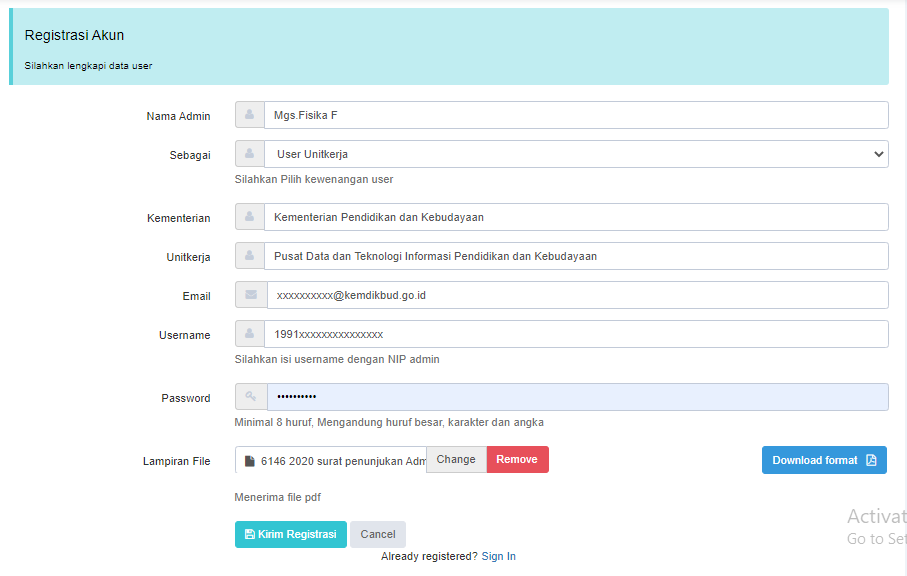 Registrasi Akun
Silahkan lengkapi data user
Nama Admin Mgs.Fisika F
Sebagai User Unitkerja
Silahkan Pilih kewenangan user
Kementerian Kementerian Pendidikan dan Kebudayaan
Unitkerja Pusat Data dan Teknologi Informasi Pendidikan dan Kebudayaan
Email xxxxxxxxxx@kemdikbud.go.id
Username 1991xxxxxxxxxxxxxxx
Silahkan isi username dengan NIP admin
Password ••••••••••
Minimal 8 huruf, Mengandung huruf besar, karakter dan angka
Lampiran File 6146 2020 surat penunjukan Adm Change Remove Download format
Menerima file pdf
Activat
Kirim Registrasi Cancel Go to Set
Already registered? Sign In